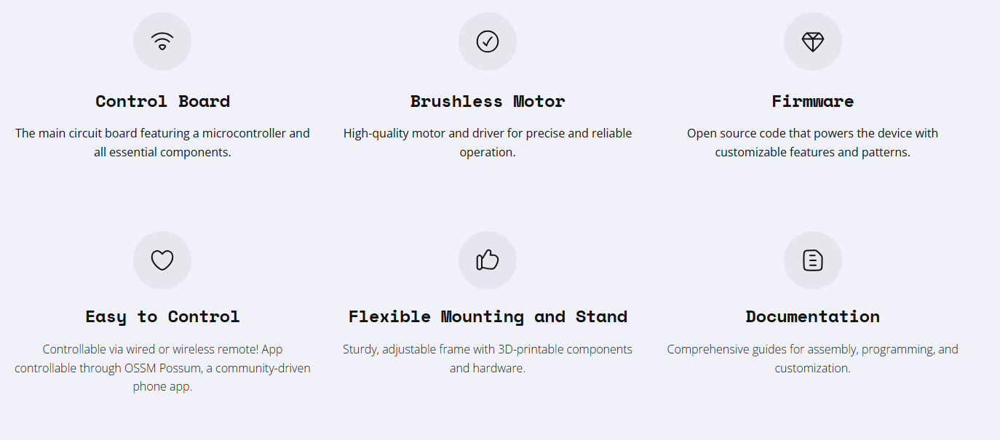 Control Board
The main circuit board featuring a microcontroller and
all essential components.
Brushless Motor
High-quality motor and driver for precise and reliable
operation.
Firmware
Open source code that powers the device with
customizable features and patterns.
Easy to Control
Controllable via wired or wireless remote! App
controllable through OSSM Possum, a community-driven
phone app.
Flexible Mounting and Stand
Sturdy, adjustable frame with 3D-printable components
and hardware.
Documentation
Comprehensive guides for assembly, programming, and
customization.